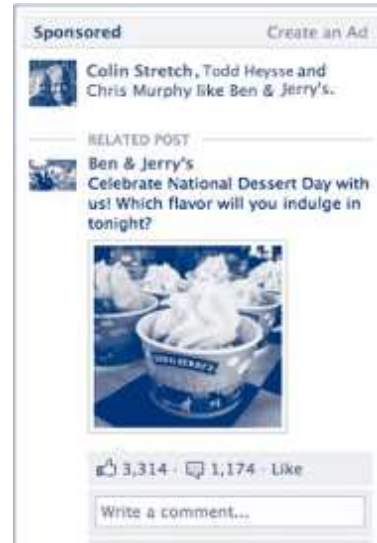 Sponsored Create an Ad
Colin Stretch, Todd Heysse and
Chris Murphy like Ben & Jerry's.
RELATED POST
Ben & Jerry's
Celebrate National Dessert Day with
us! Which flavor will you indulge in
tonight?
BEN & JERRY'S
3,314 · 1,174 · Like
Write a comment...